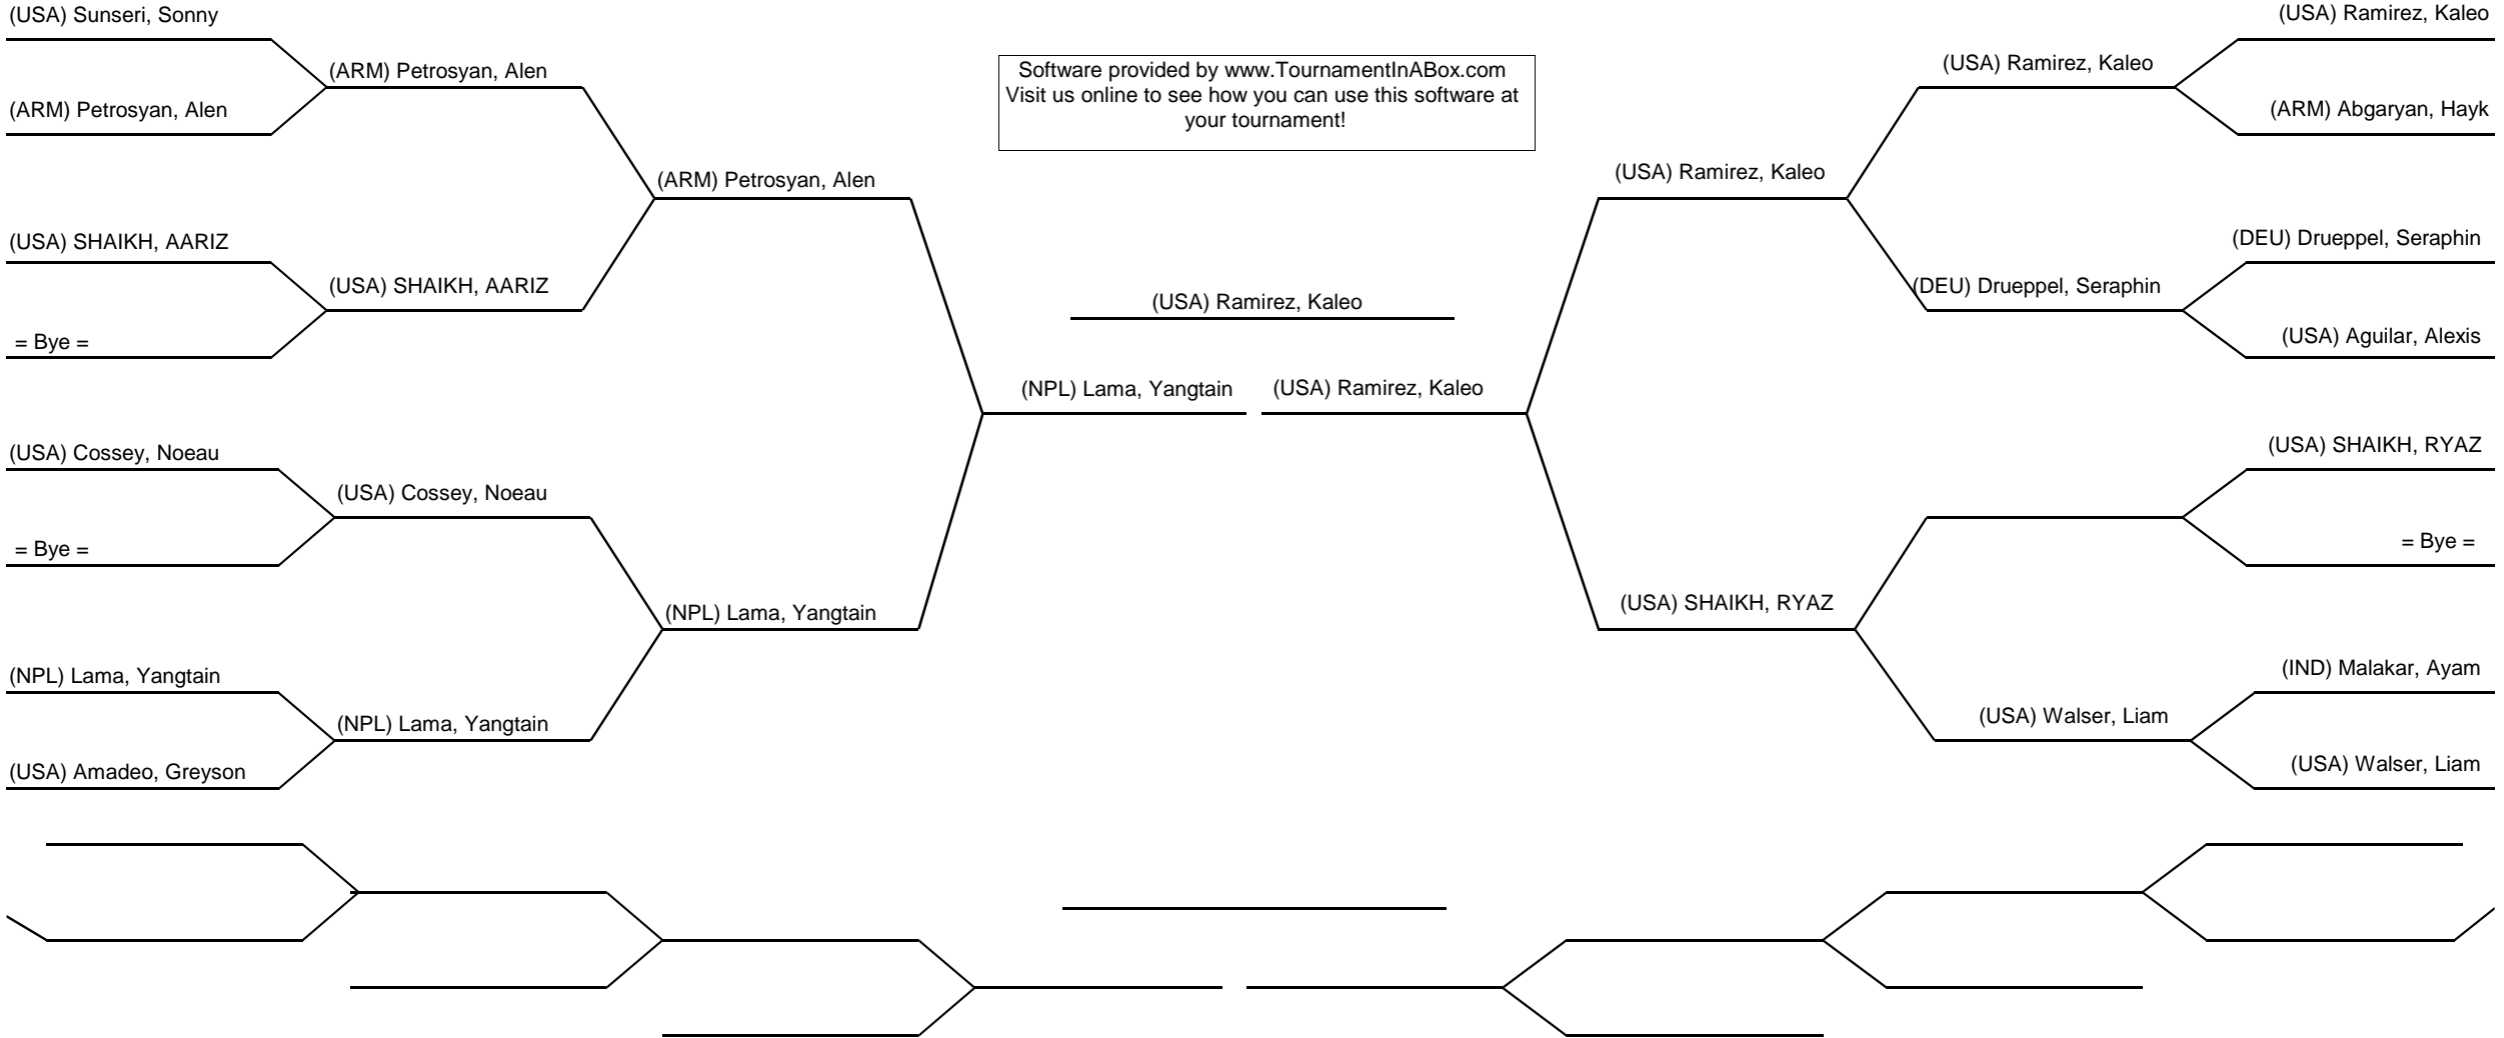 (USA) Sunseri, Sonny
(ARM) Petrosyan, Alen
(USA) SHAIKH, AARIZ
= Bye =
(USA) Cossey, Noeau
= Bye =
(NPL) Lama, Yangtain
(USA) Amadeo, Greyson
(ARM) Petrosyan, Alen
(USA) SHAIKH, AARIZ
(USA) Cossey, Noeau
(NPL) Lama, Yangtain
(ARM) Petrosyan, Alen
(NPL) Lama, Yangtain
Software provided by www.TournamentInABox.com
Visit us online to see how you can use this software at
your tournament!
(USA) Ramirez, Kaleo
(NPL) Lama, Yangtain
(USA) Ramirez, Kaleo
(USA) Ramirez, Kaleo
(USA) SHAIKH, RYAZ
(USA) Ramirez, Kaleo
(DEU) Drueppel, Seraphin
(USA) Walser, Liam
(USA) Ramirez, Kaleo
(ARM) Abgaryan, Hayk
(DEU) Drueppel, Seraphin
(USA) Aguilar, Alexis
(USA) SHAIKH, RYAZ
= Bye =
(IND) Malakar, Ayam
(USA) Walser, Liam